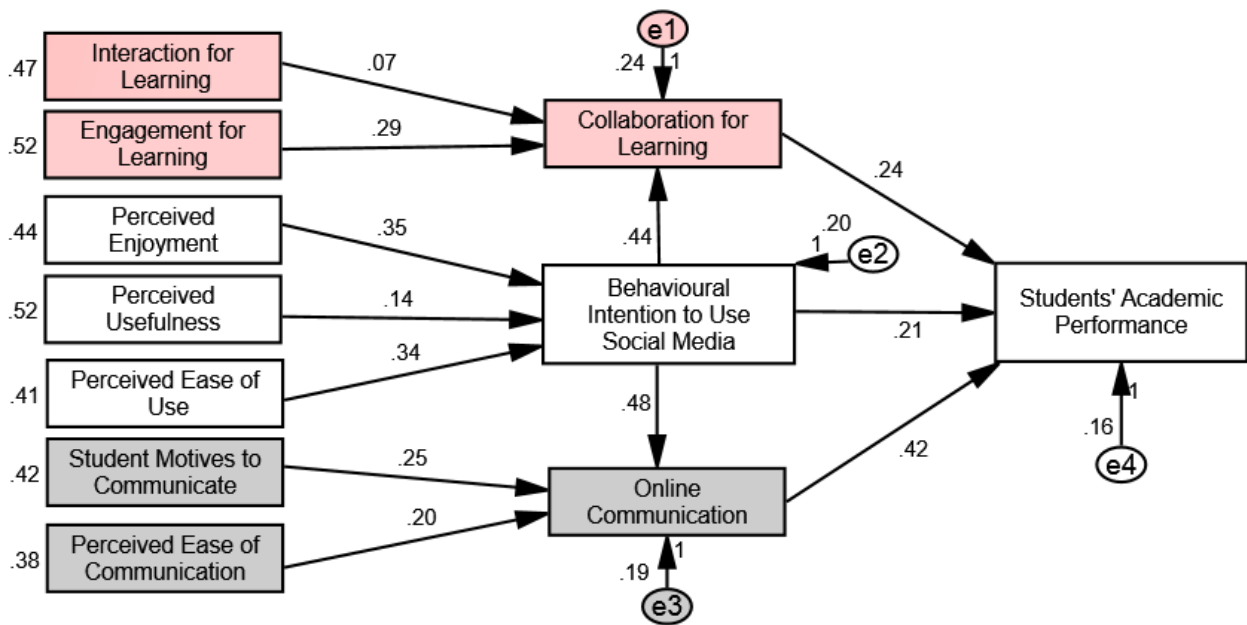 .47
Interaction for
Learning
.07
.52
Engagement for
Learning
.29
.44
Perceived
Enjoyment
.35
.52
Perceived
Usefulness
.14
.41
Perceived Ease of
Use
.34
.42
Student Motives to
Communicate
.25
.38
Perceived Ease of
Communication
.20
e1
.24
1
Collaboration for
Learning
.24
.44
.20
1
e2
Behavioural
Intention to Use
Social Media
.21
.48
Online
Communication
.42
1
.19
e3
Students' Academic
Performance
1
.16
e4